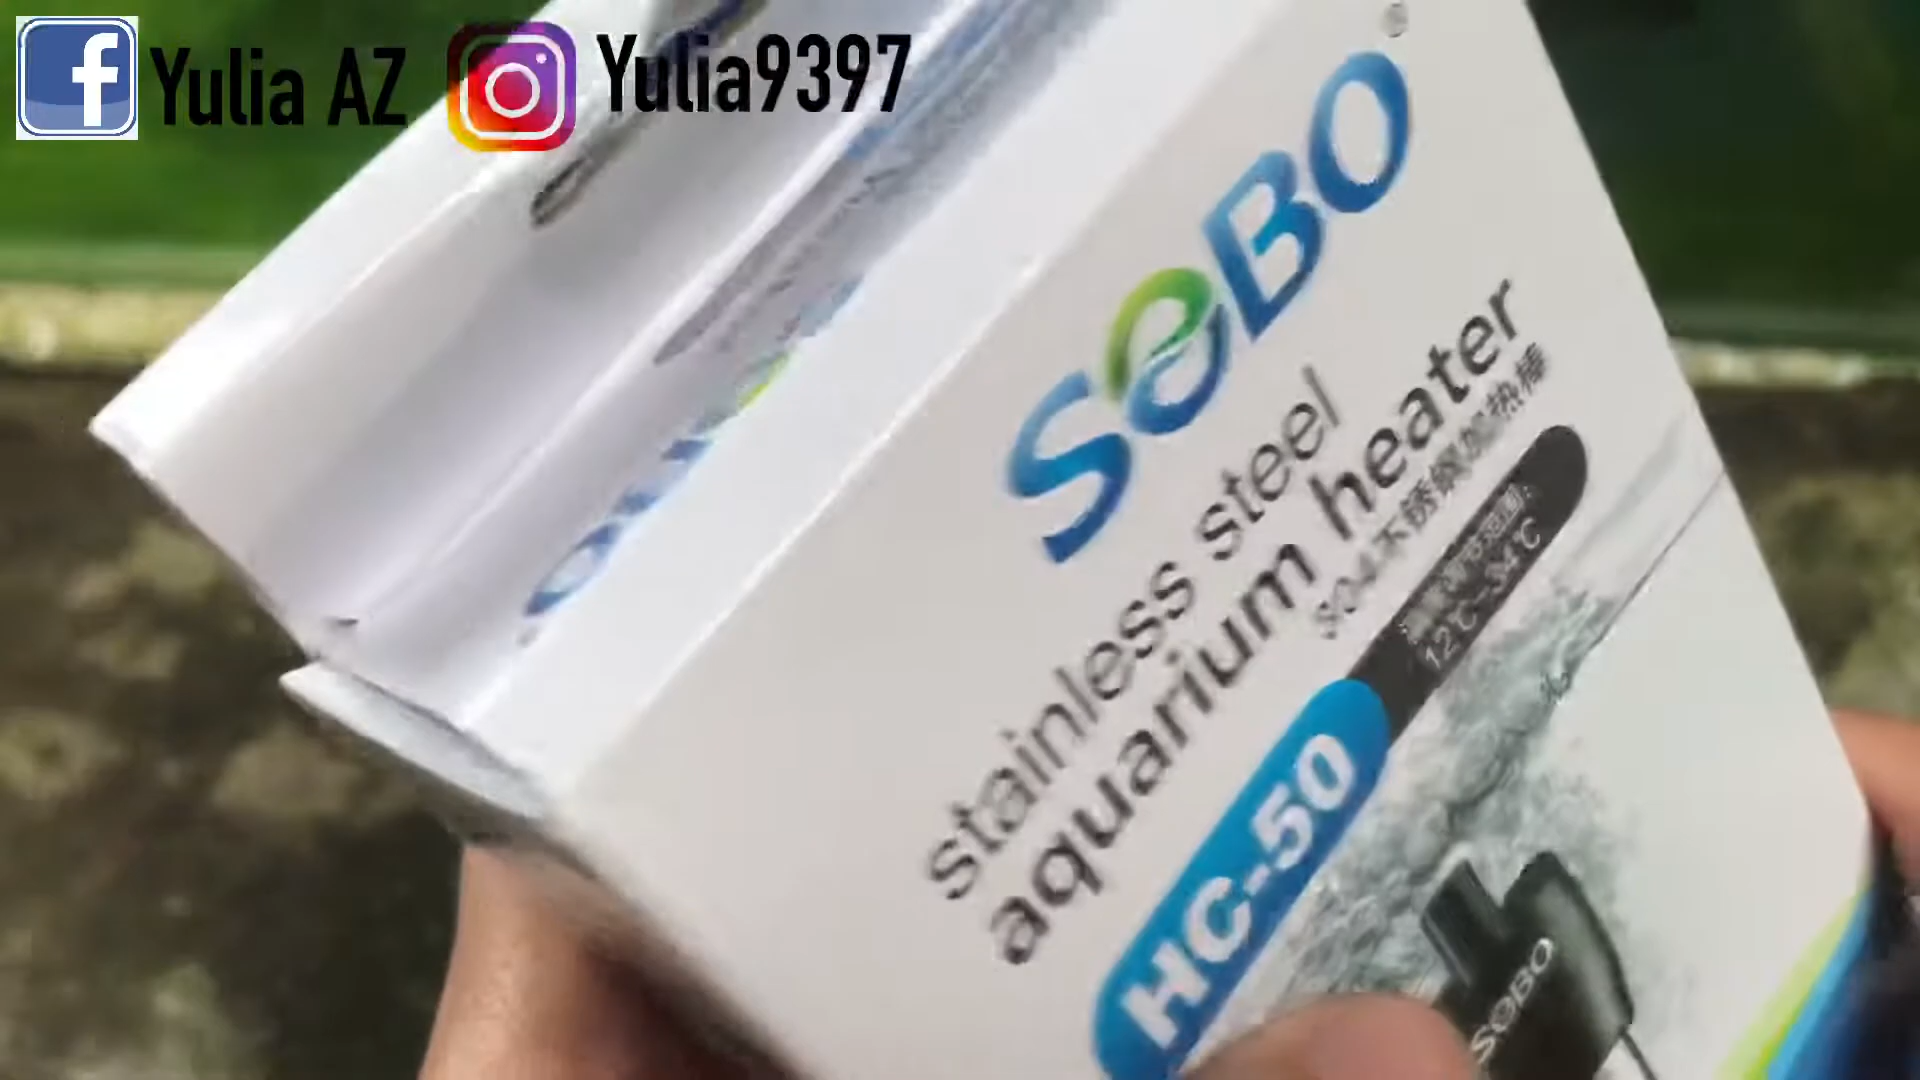 Yulia AZ
Yulia9397
SOBO
stainless steel
aquarium heater
304不锈钢加热棒
12℃-34℃
HC-50
SOBO